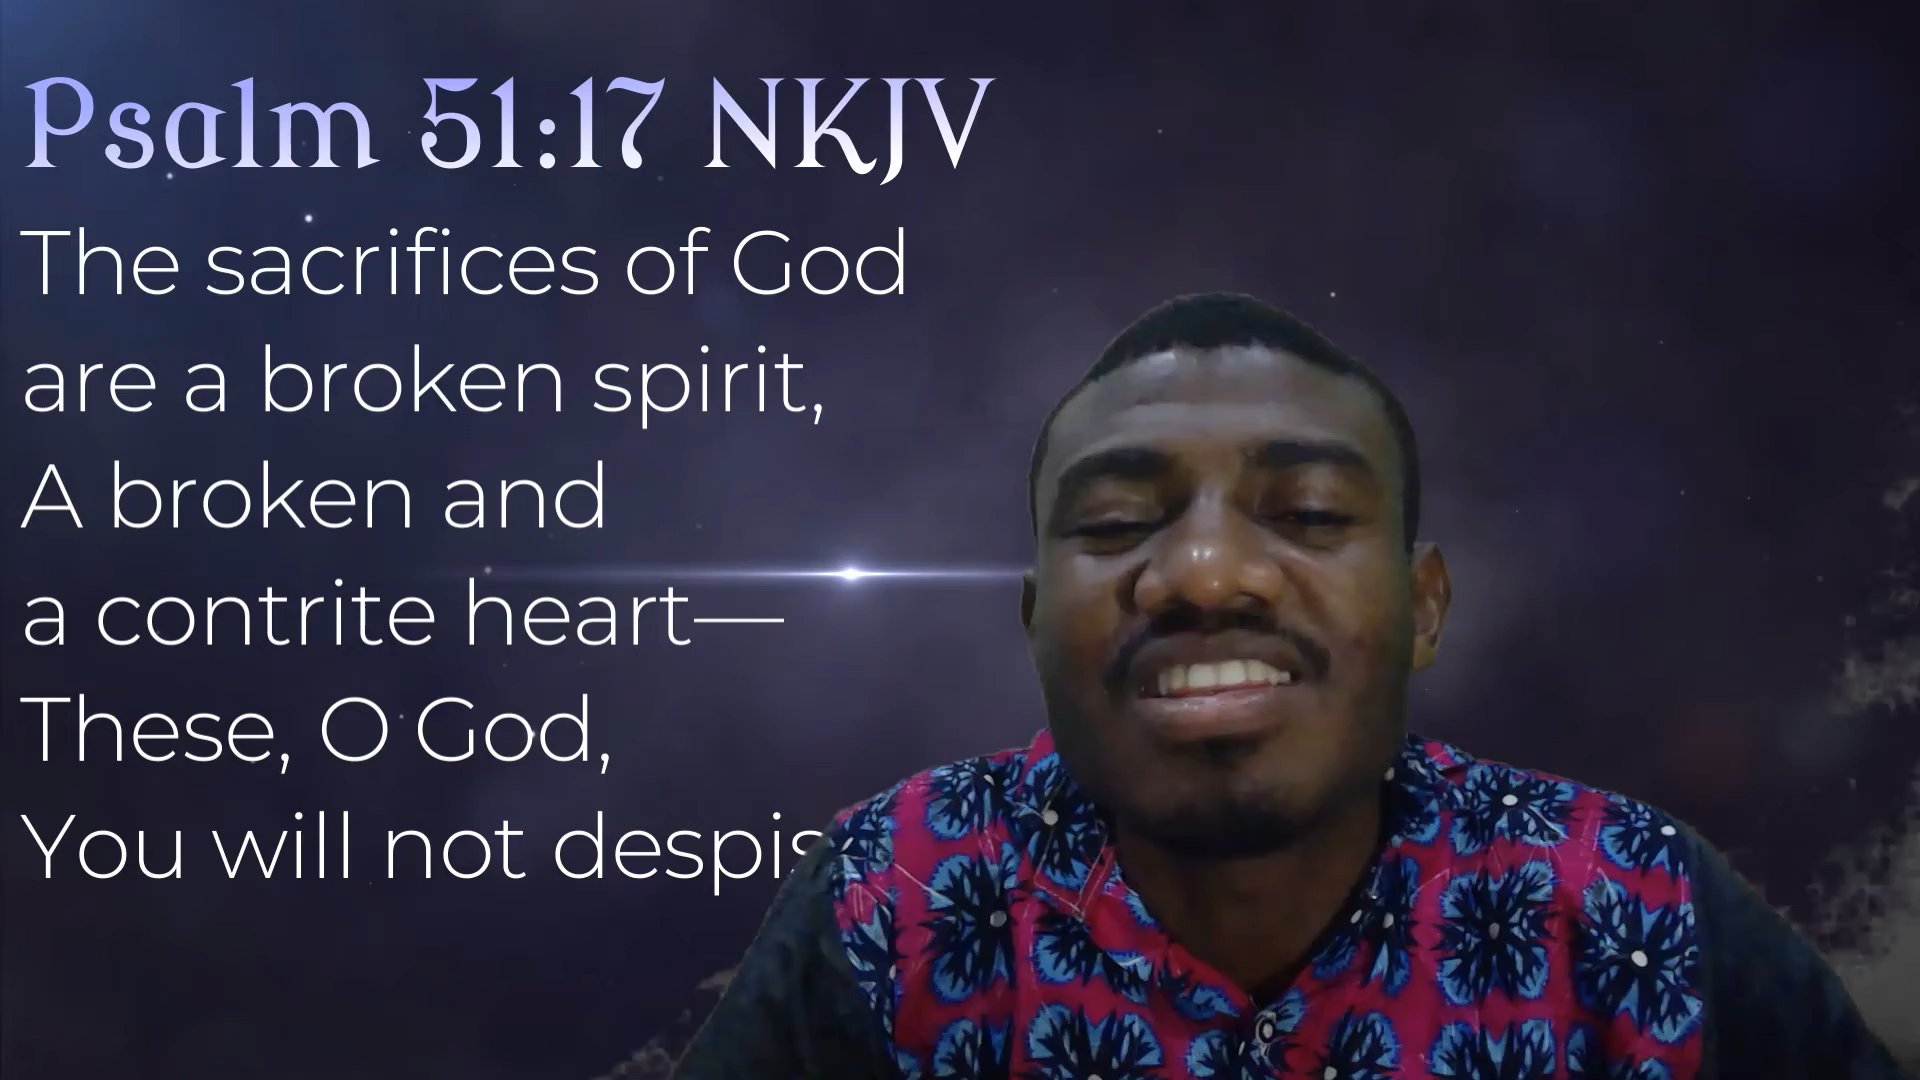 Psalm 51:17 NKJV
The sacrifices of God
are a broken spirit,
A broken and
a contrite heart—
These, O God,
You will not despis